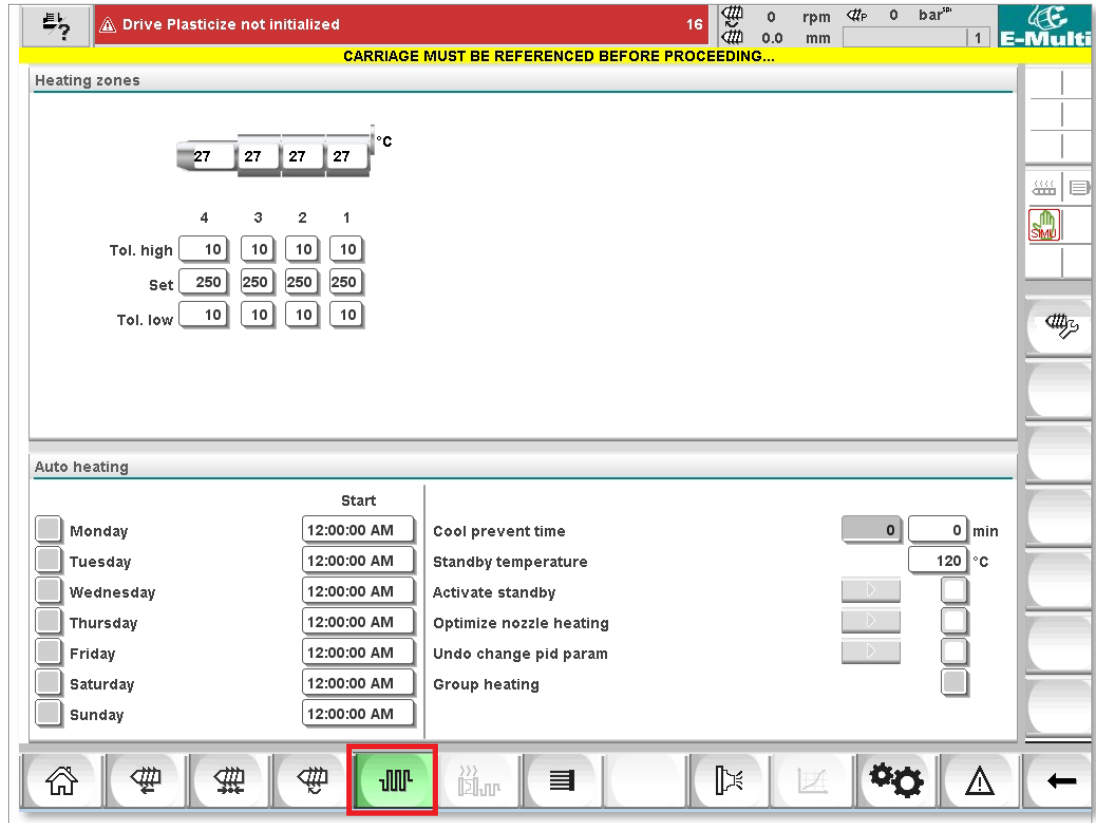 ? Drive Plasticize not initialized 16 0 rpm P 0 bar spc
0.0 mm 1 E-Multi
CARRIAGE MUST BE REFERENCED BEFORE PROCEEDING...
Heating zones
27 27 27 27 °C
4 3 2 1
Tol. high 10 10 10 10
Set 250 250 250 250
Tol. low 10 10 10 10
SIMU
Auto heating
Start
Monday 12:00:00 AM Cool prevent time 0 0 min
Tuesday 12:00:00 AM Standby temperature 120 °C
Wednesday 12:00:00 AM Activate standby
Thursday 12:00:00 AM Optimize nozzle heating
Friday 12:00:00 AM Undo change pid param
Saturday 12:00:00 AM Group heating
Sunday 12:00:00 AM